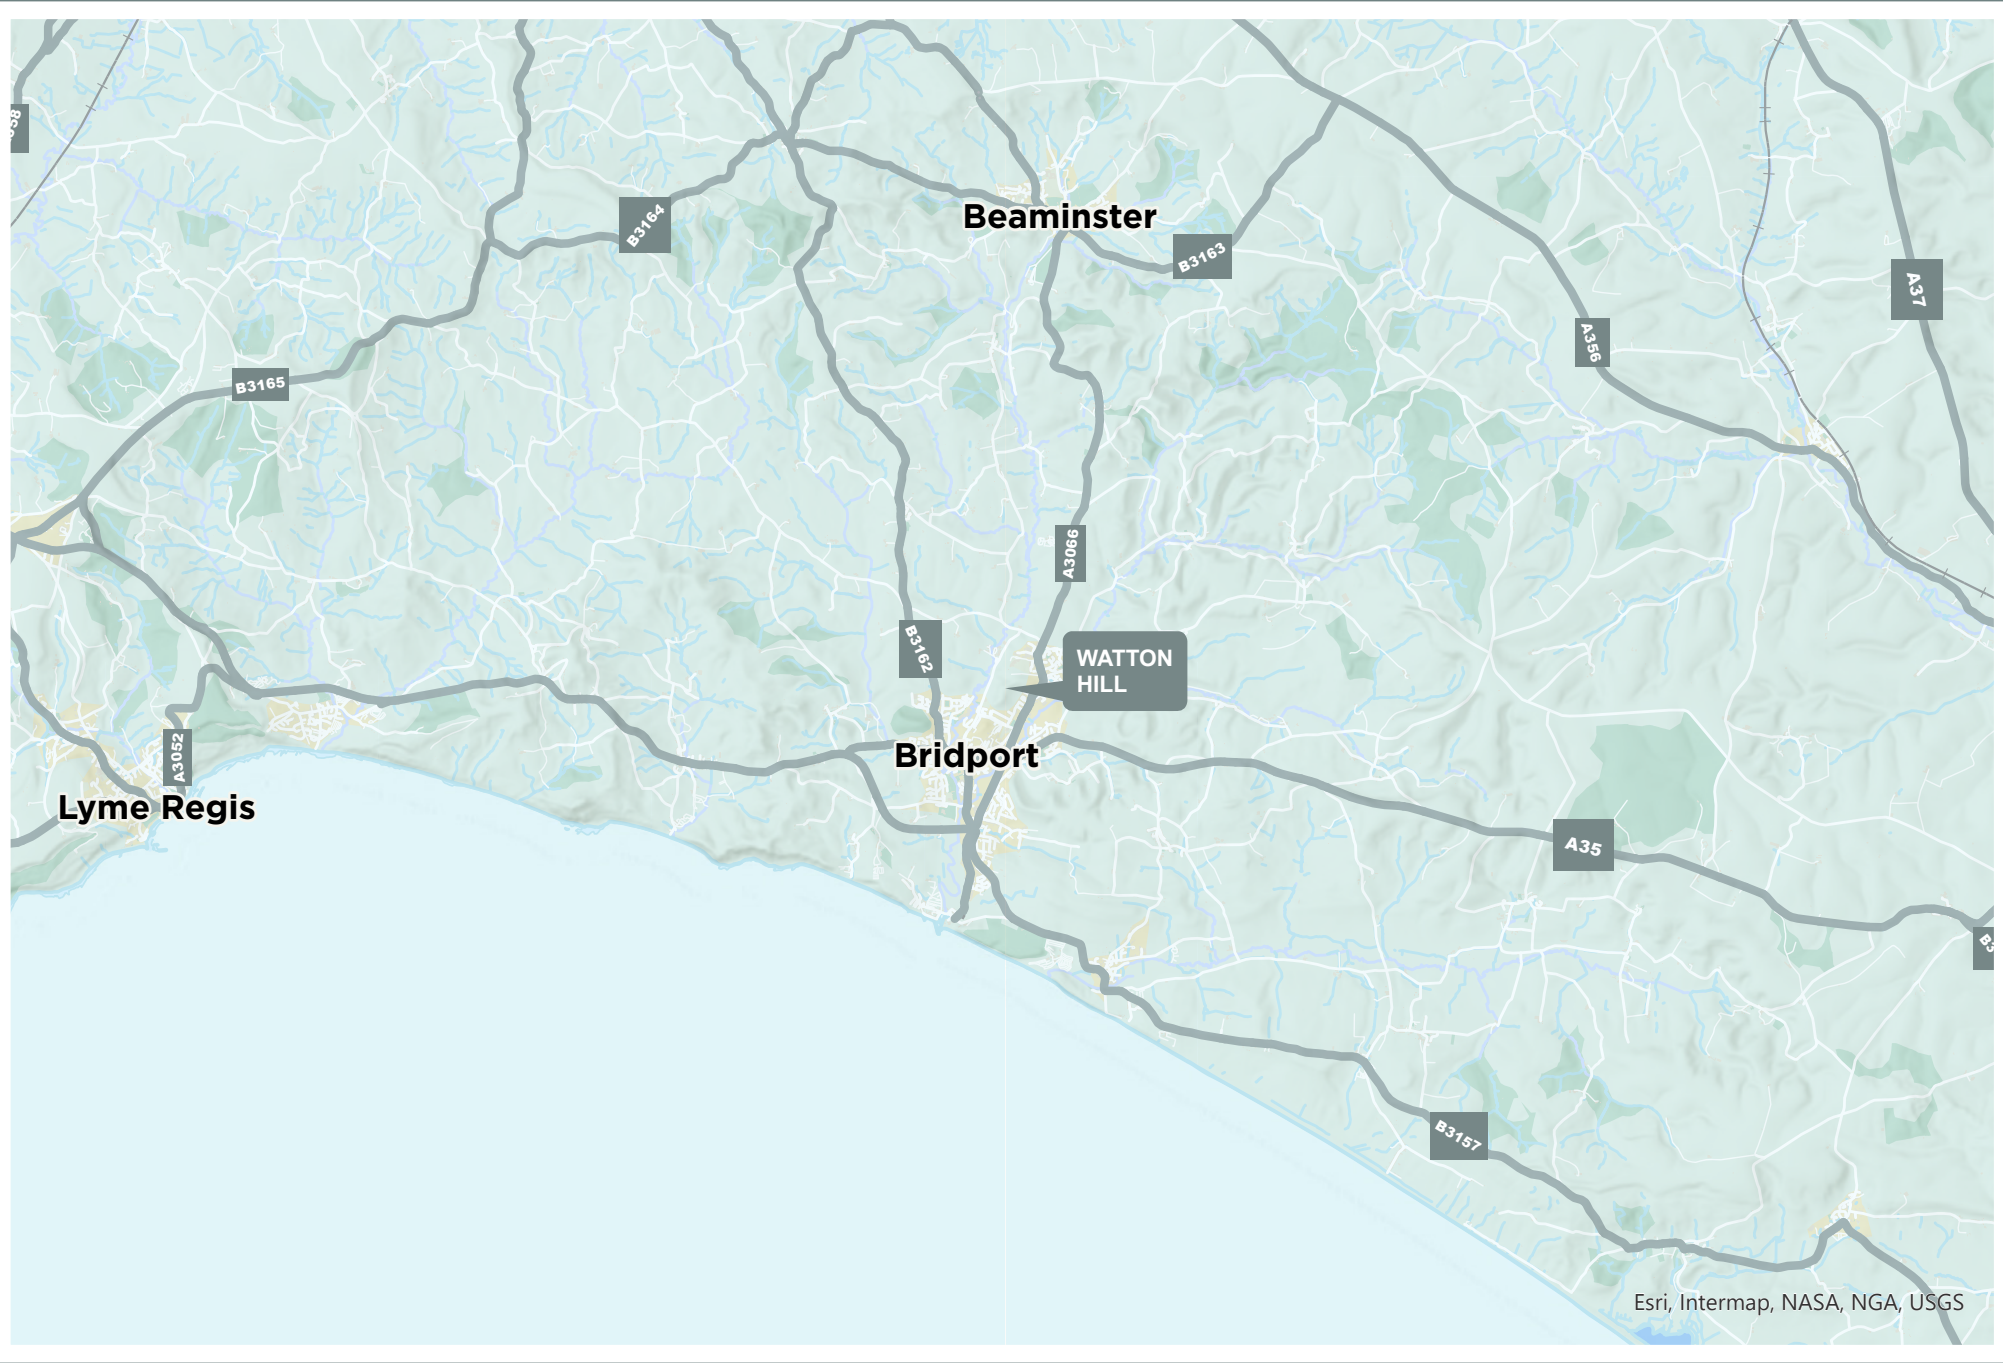 Beaminster
B3164
B3163
A37
A356
B3165
A3066
B3162
WATTON
HILL
A3052
Bridport
Lyme Regis
A35
B3157
Esri, Intermap, NASA, NGA, USGS